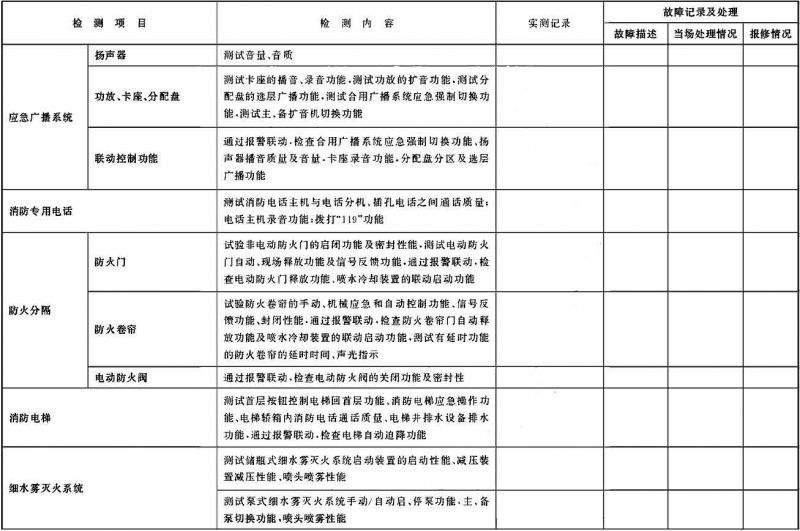 检 测 项 目
检 测 内 容
实测记录
故障记录及处理
故障描述
当场处理情况
报修情况
应急广播系统
扬声器
测试音量、音质
功放、卡座、分配盘
测试卡座的播音、录音功能,测试功放的扩音功能,测试分
配盘的选层广播功能,测试合用广播系统应急强制切换功
能,测试主、备扩音机切换功能
联动控制功能
通过报警联动,检查合用广播系统应急强制切换功能、扬
声器播音质量及音量,卡座录音功能,分配盘分区及选层
广播功能
消防专用电话
测试消防电话主机与电话分机、插孔电话之间通话质量;
电话主机录音功能;拨打“119”功能
防火分隔
防火门
试验非电动防火门的启闭功能及密封性能,测试电动防火
门自动、现场释放功能及信号反馈功能,通过报警联动,检
查电动防火门释放功能、喷水冷却装置的联动启动功能
防火卷帘
试验防火卷帘的手动、机械应急和自动控制功能、信号反
馈功能、封闭性能,通过报警联动,检查防火卷帘门自动释
放功能及喷水冷却装置的联动启动功能,测试有延时功能
的防火卷帘的延时时间、声光指示
电动防火阀
通过报警联动,检查电动防火阀的关闭功能及密封性
消防电梯
测试首层按钮控制电梯回首层功能、消防电梯应急操作功
能、电梯轿箱内消防电话通话质量、电梯井排水设备排水
功能,通过报警联动,检查电梯自动迫降功能
细水雾灭火系统
测试储瓶式细水雾灭火系统启动装置的启动性能、减压装
置减压性能、喷头喷雾性能
测试泵式细水雾灭火系统手动/自动启、停泵功能,主、备
泵切换功能,喷头喷雾性能